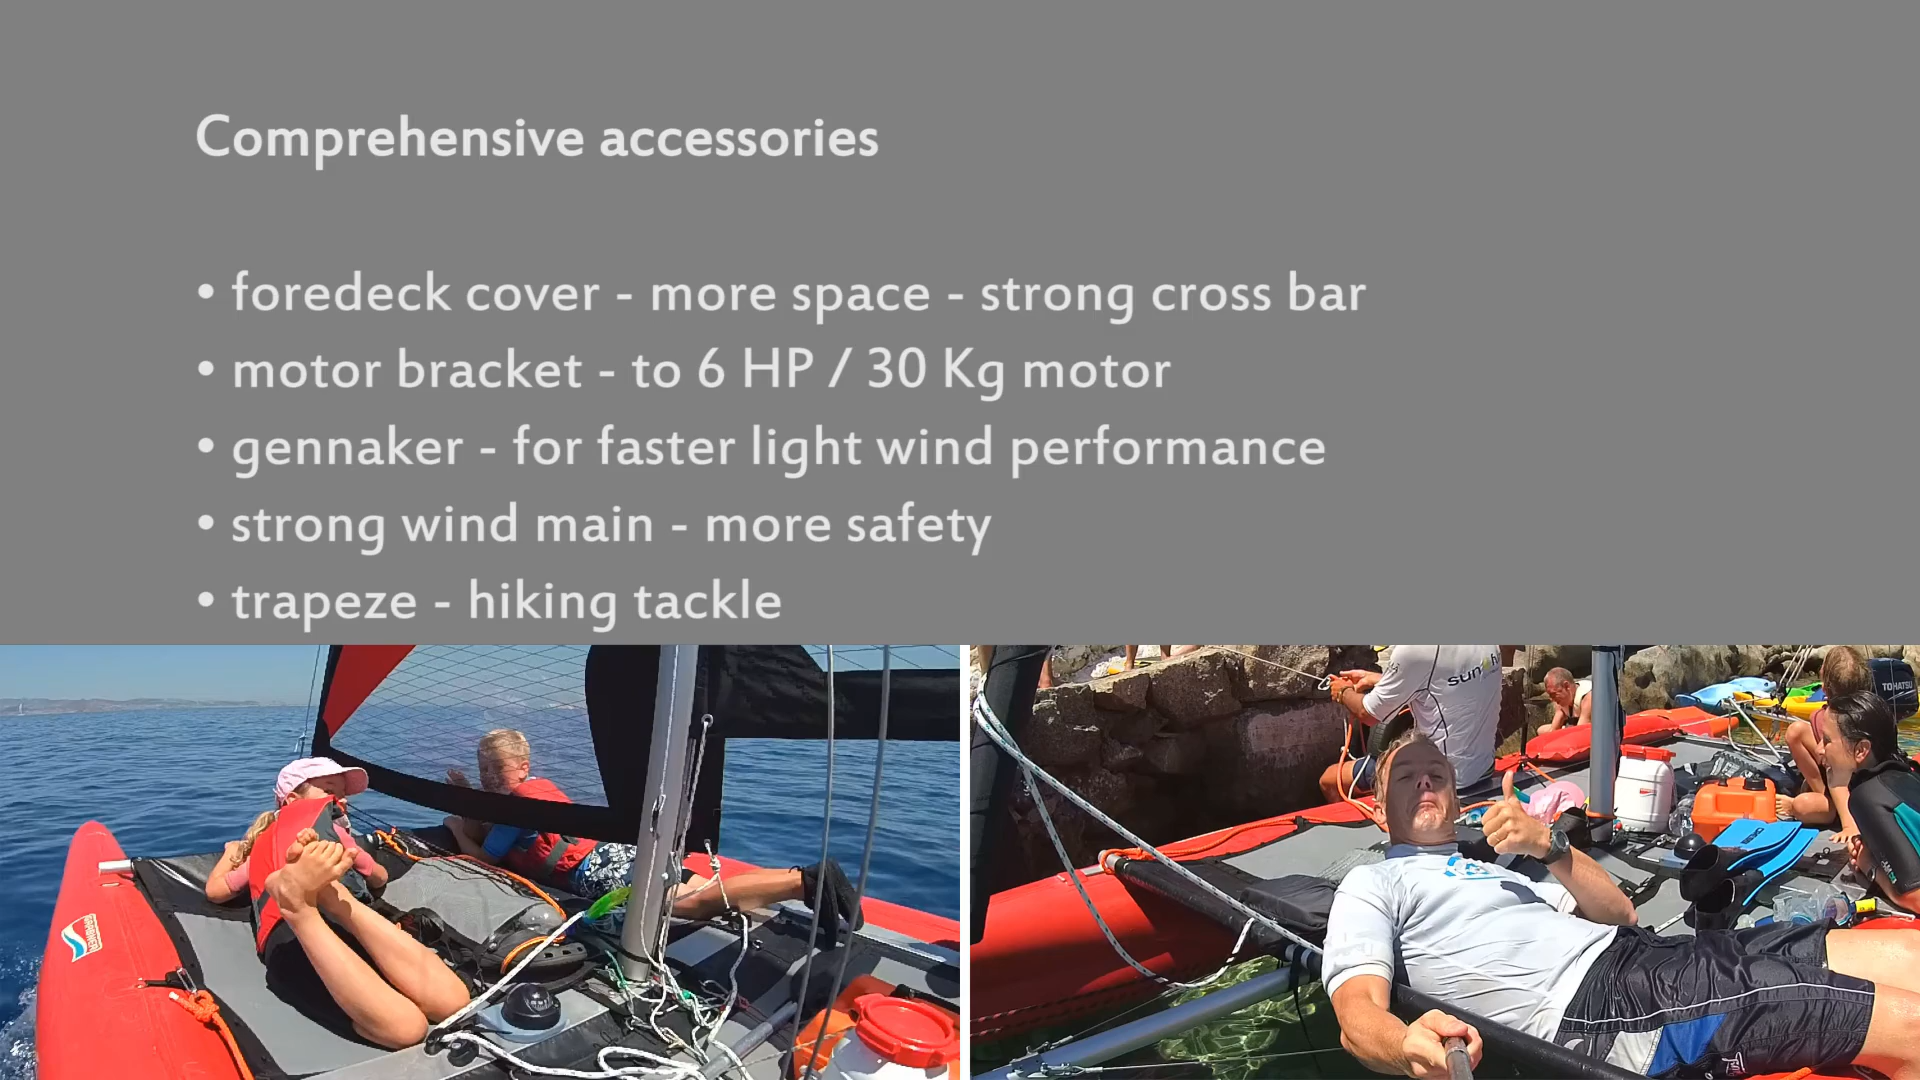 Comprehensive accessories
• foredeck cover - more space - strong cross bar
• motor bracket - to 6 HP / 30 Kg motor
• gennaker - for faster light wind performance
• strong wind main - more safety
• trapeze - hiking tackle
TOHATSU